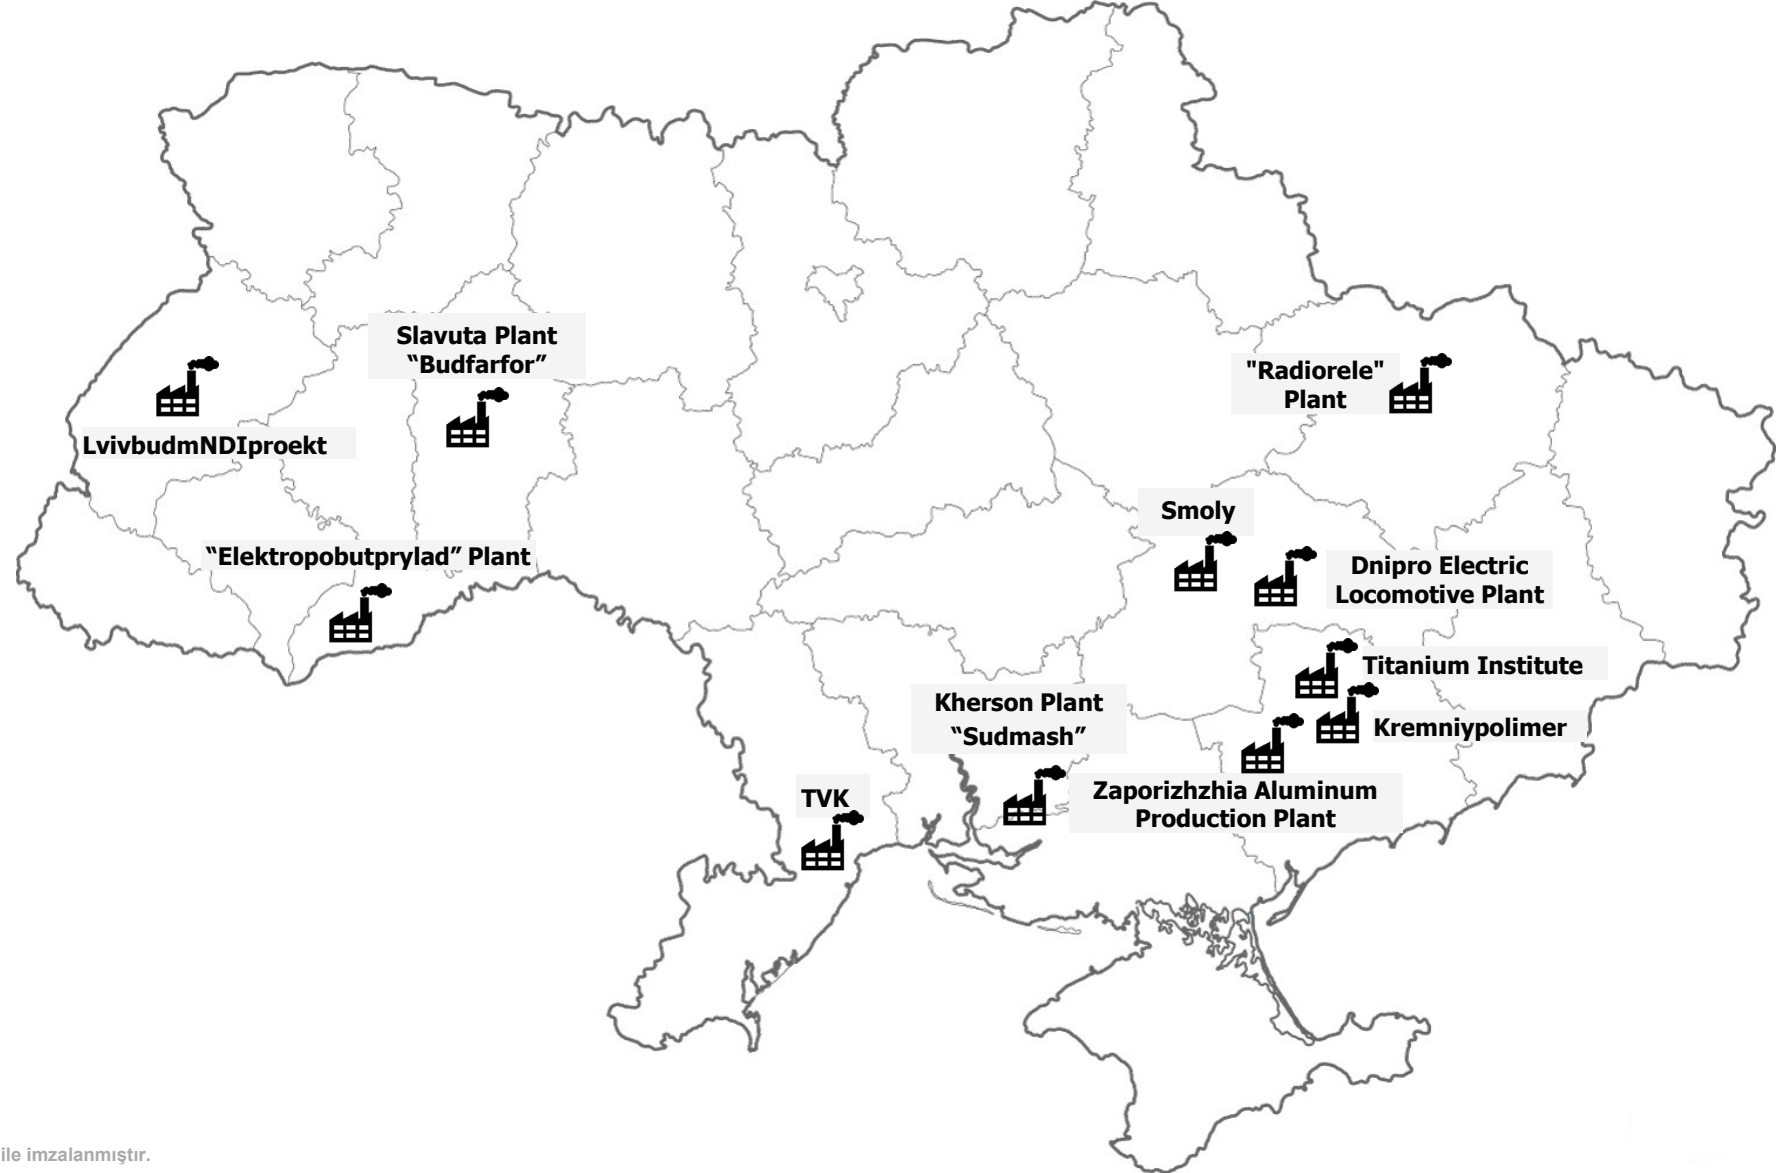 Slavuta Plant
“Budfarfor”
"Radiorele"
Plant
LvivbudmNDIproekt
Smoly
“Elektropobutprylad” Plant
Dnipro Electric
Locomotive Plant
Titanium Institute
Kherson Plant
“Sudmash”
Kremniypolimer
TVK
Zaporizhzhia Aluminum
Production Plant
ile imzalanmıştır.